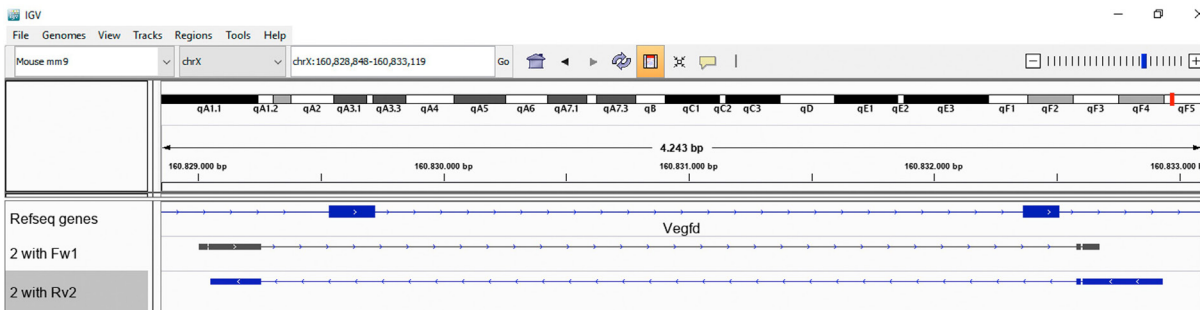 IGV
File Genomes View Tracks Regions Tools Help
Mouse mm9 chrX chrX:160,828,848-160,833,119 Go
qA1.1 qA1.2 qA2 qA3.1 qA3.3 qA4 qA5 qA6 qA7.1 qA7.3 qB qC1 qC2 qC3 qD qE1 qE2 qE3 qF1 qF2 qF3 qF4 qF5
4.243 bp
160.829.000 bp 160.830.000 bp 160.831.000 bp 160.832.000 bp 160.833.000
Refseq genes
Vegfd
2 with Fw1
2 with Rv2